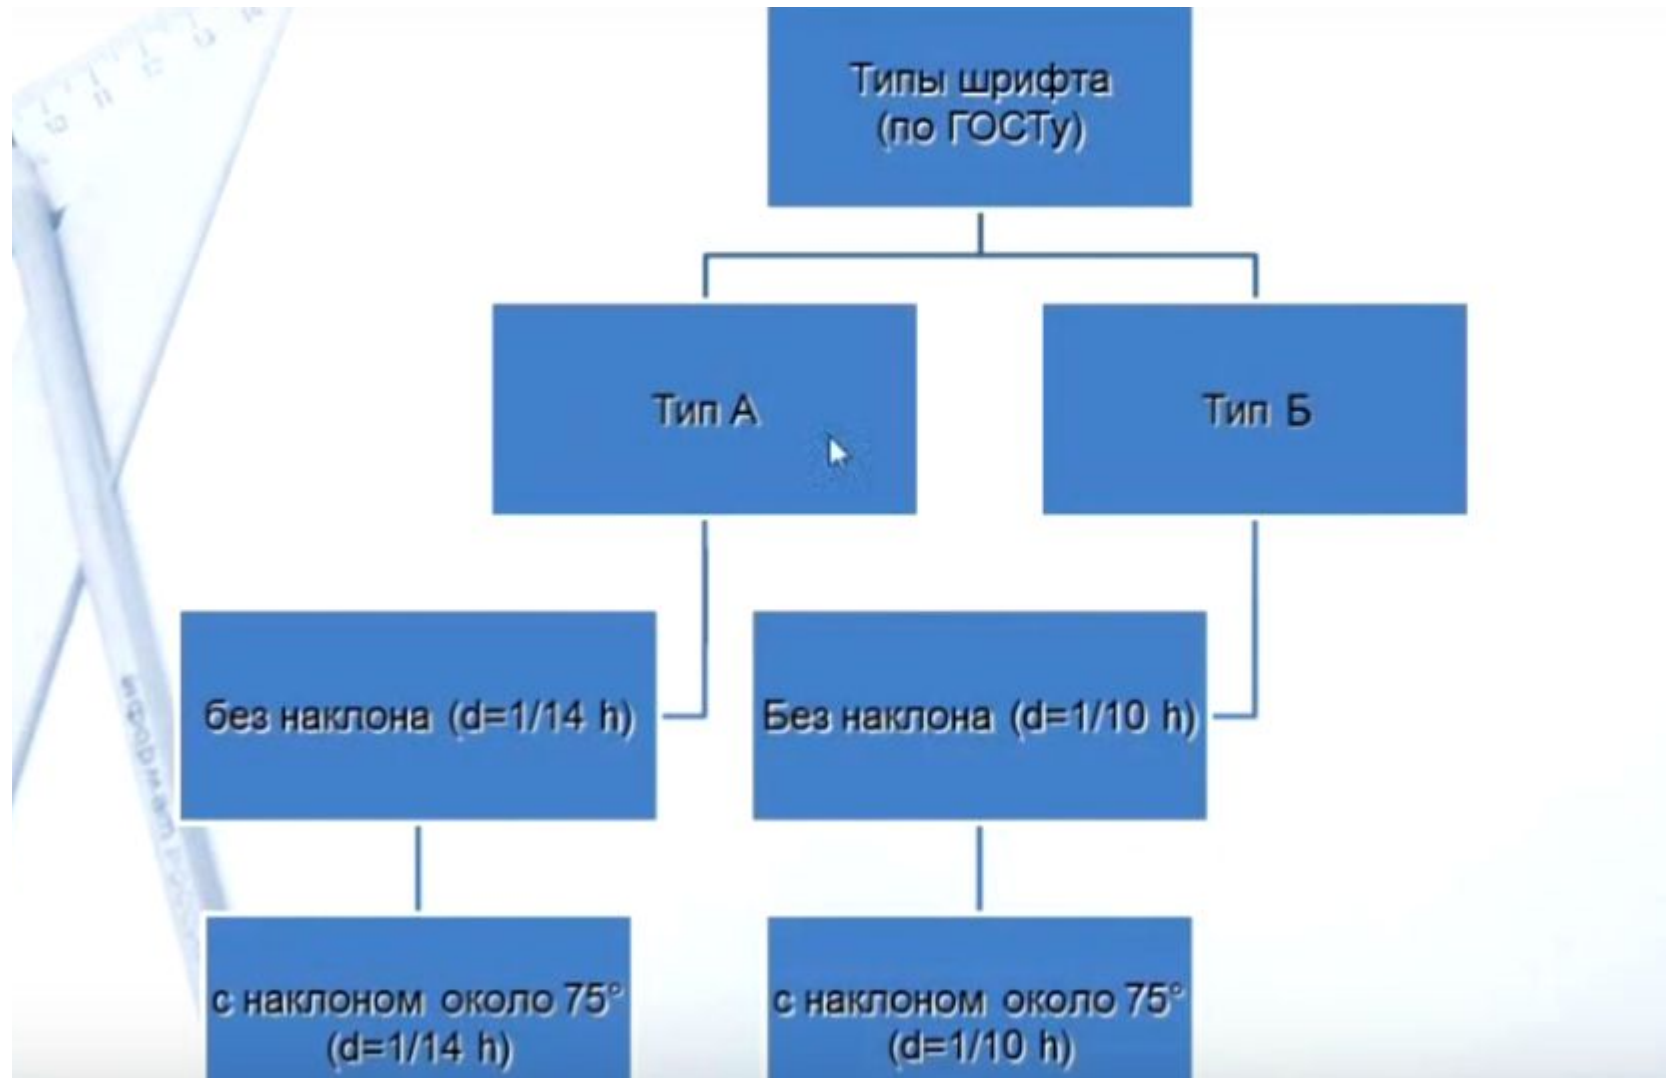 Типы шрифта
(по ГОСТу)
Тип А
Тип Б
без наклона (d=1/14 h)
Без наклона (d=1/10 h)
с наклоном около 75°
(d=1/14 h)
с наклоном около 75°
(d=1/10 h)